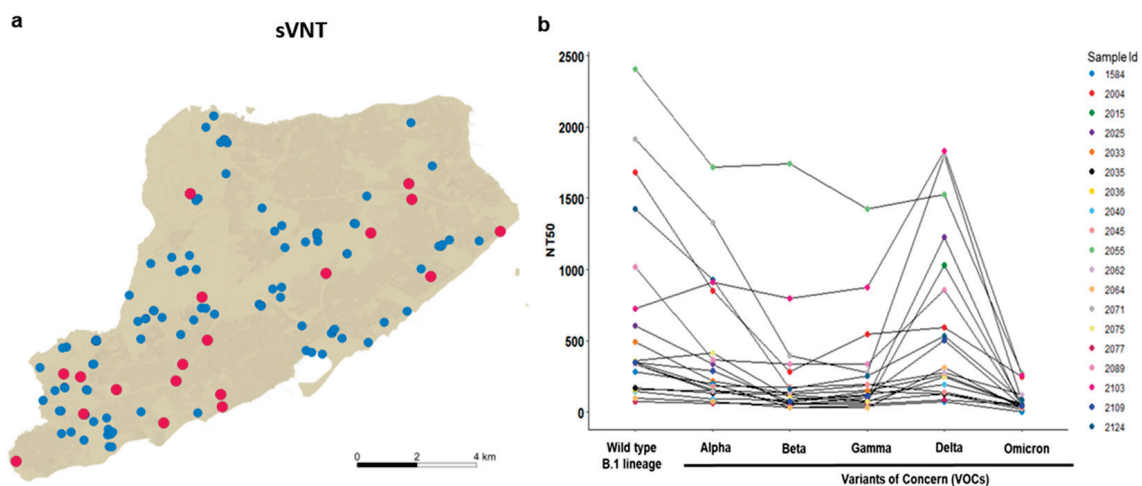 a
sVNT
0 2 4 km
b
2500
2000
1500
1000
500
0
NT50
Wild type
B.1 lineage
Alpha
Beta
Gamma
Delta
Omicron
Variants of Concern (VOCs)
Sample Id
1584
2004
2015
2025
2033
2035
2036
2040
2045
2055
2062
2064
2071
2075
2077
2089
2103
2109
2124